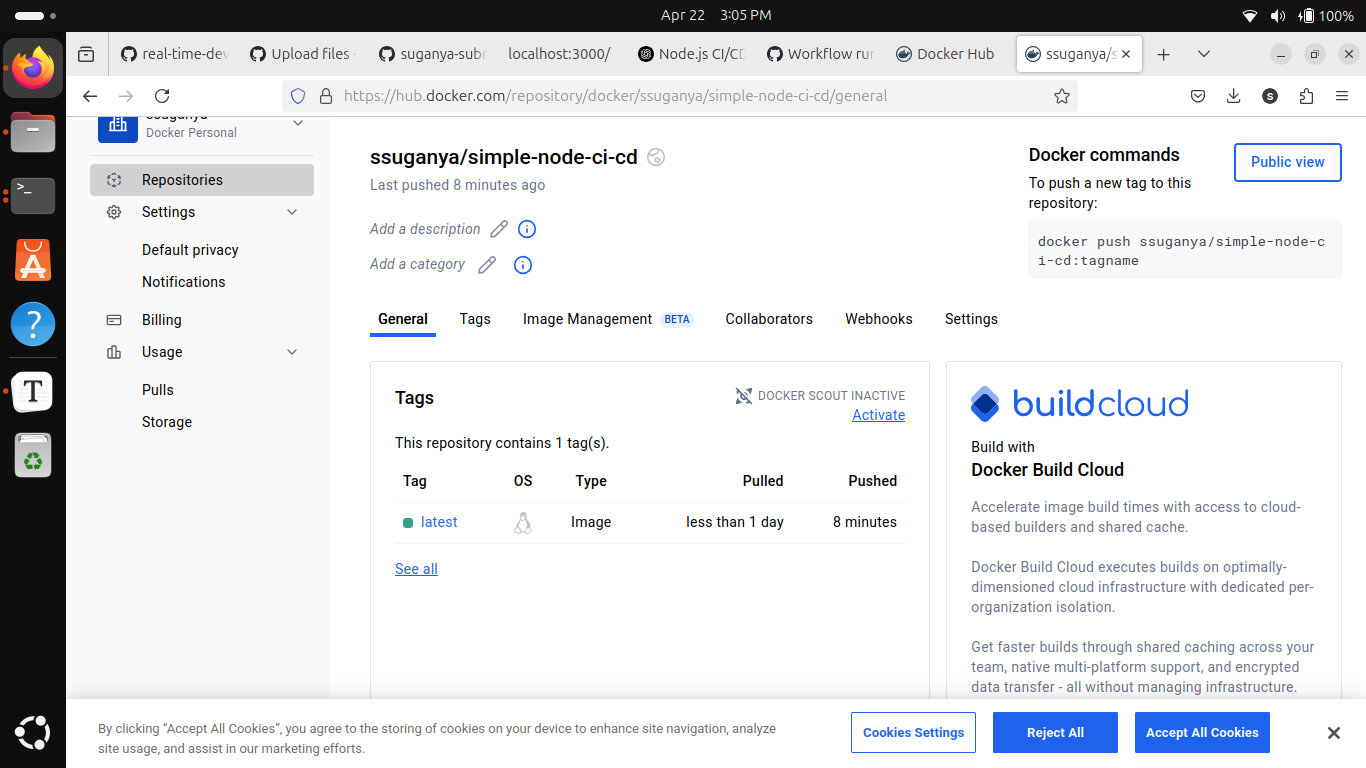 Apr 22 3:05 PM
100%
real-time-dev
Upload files
suganya-subr
localhost:3000/
Node.js CI/CD
Workflow run
Docker Hub
ssuganya/s
https://hub.docker.com/repository/docker/ssuganya/simple-node-ci-cd/general
S
ssuganya
Docker Personal
Repositories
Settings
Default privacy
Notifications
Billing
Usage
Pulls
Storage
ssuganya/simple-node-ci-cd
Last pushed 8 minutes ago
Add a description
Add a category
Docker commands
Public view
To push a new tag to this
repository:
docker push ssuganya/simple-node-c
i-cd:tagname
General Tags Image Management BETA Collaborators Webhooks Settings
Tags
DOCKER SCOUT INACTIVE
Activate
This repository contains 1 tag(s).
Tag OS Type Pulled Pushed
latest Image less than 1 day 8 minutes
See all
buildcloud
Build with
Docker Build Cloud
Accelerate image build times with access to cloud-
based builders and shared cache.
Docker Build Cloud executes builds on optimally-
dimensioned cloud infrastructure with dedicated per-
organization isolation.
Get faster builds through shared caching across your
team, native multi-platform support, and encrypted
data transfer - all without managing infrastructure.
By clicking “Accept All Cookies”, you agree to the storing of cookies on your device to enhance site navigation, analyze
site usage, and assist in our marketing efforts.
Cookies Settings
Reject All
Accept All Cookies